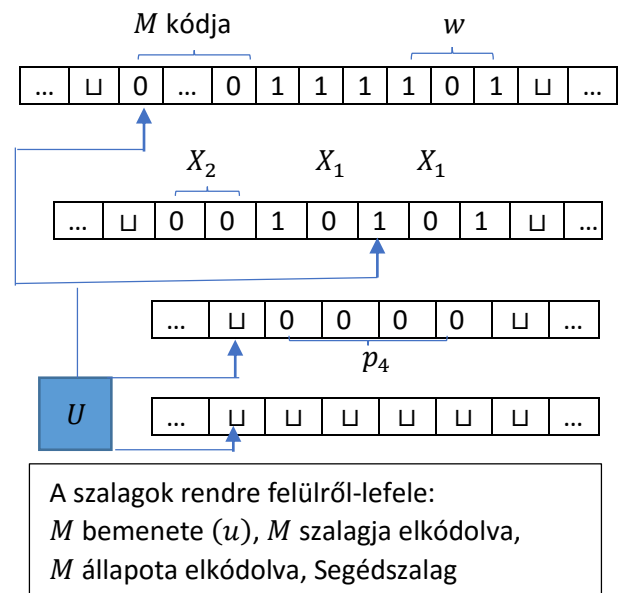 M kódja w
... ⊔ 0 ... 0 1 1 1 1 0 1 ⊔ ...
X₂ X₁ X₁
... ⊔ 0 0 1 0 1 0 1 ⊔ ...
... ⊔ 0 0 0 0 ⊔ ...
p₄
U ... ⊔ ⊔ ⊔ ⊔ ⊔ ⊔ ...
A szalagok rendre felülről-lefele:
M bemenete (u), M szalagja elkódolva,
M állapota elkódolva, Segédszalag